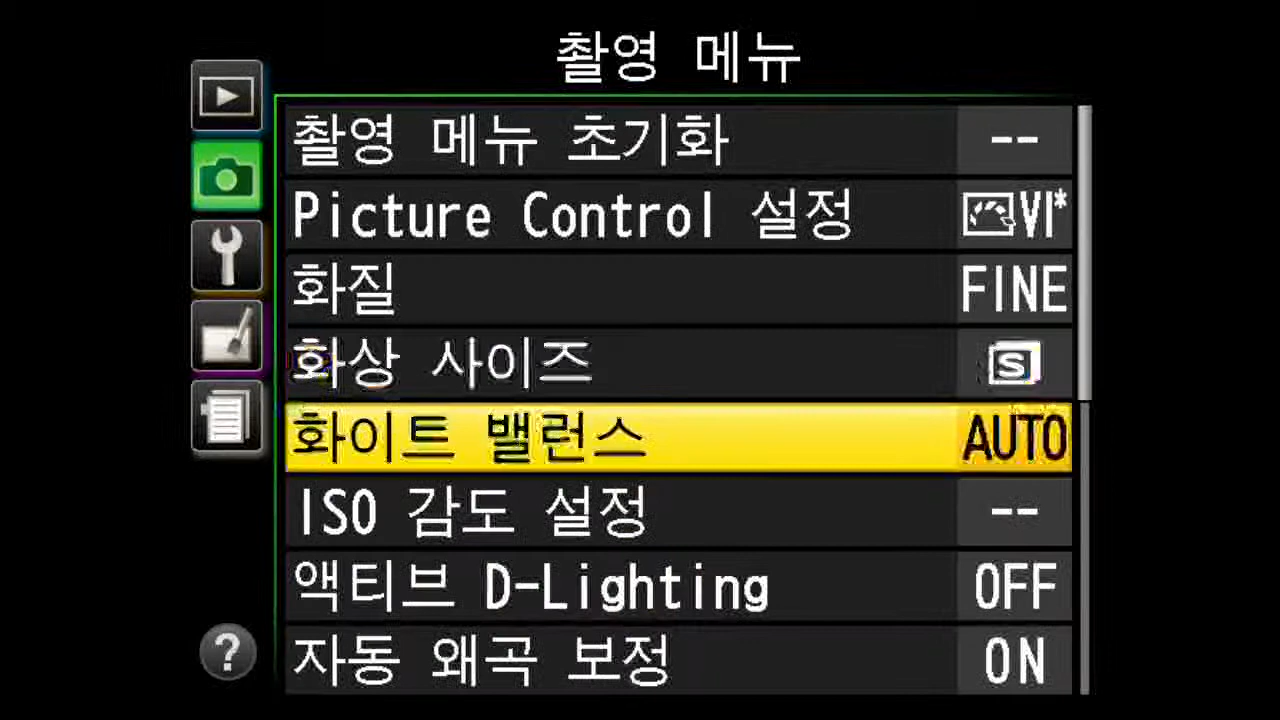 촬영 메뉴
촬영 메뉴 초기화 --
Picture Control 설정 VI*
화질 FINE
화상 사이즈 S
화이트 밸런스 AUTO
ISO 감도 설정 --
액티브 D-Lighting OFF
자동 왜곡 보정 ON
?